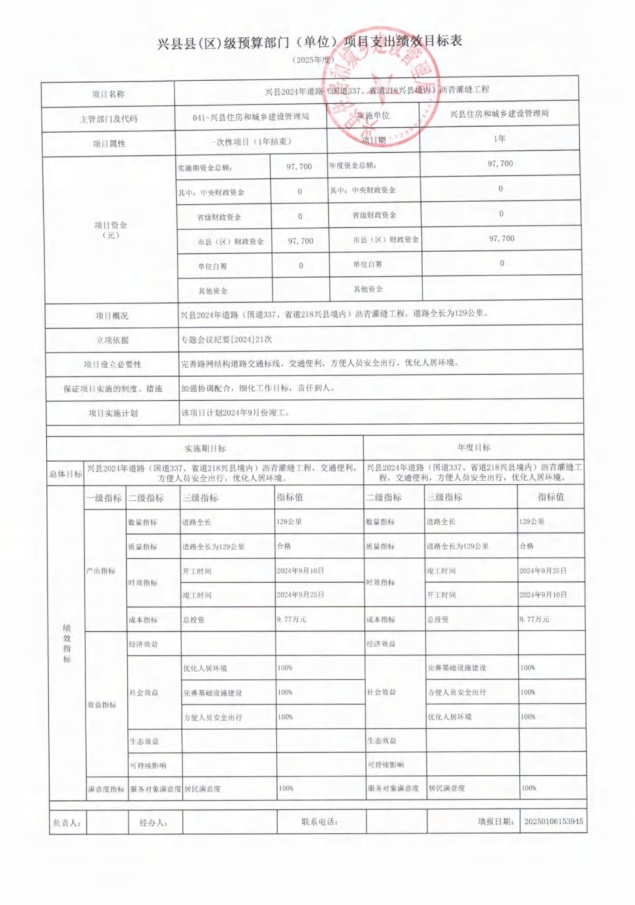 兴县县(区)级预算部门（单位）项目支出绩效目标表
（2025年度）
项目名称 兴县2024年道路（国道337、省道218兴县境内）沥青灌缝工程
主管部门及代码 041-兴县住房和城乡建设管理局 实施单位 兴县住房和城乡建设管理局
项目属性 一次性项目（1年结束） 项目期 1年
项目资金（元） 实施期资金总额： 97,700 年度资金总额： 97,700
其中：中央财政资金 0 其中：中央财政资金 0
省级财政资金 0 省级财政资金 0
市县（区）财政资金 97,700 市县（区）财政资金 97,700
单位自筹 0 单位自筹 0
其他资金 其他资金
项目概况 兴县2024年道路（国道337、省道218兴县境内）沥青灌缝工程，道路全长为129公里。
立项依据 专题会议纪要[2024]21次
项目设立必要性 完善路网结构道路交通标线，交通便利，方便人员安全出行，优化人居环境。
保证项目实施的制度、措施 加强协调配合，细化工作目标，责任到人。
项目实施计划 该项目计划2024年9月份竣工。
实施期目标 年度目标
总体目标 兴县2024年道路（国道337、省道218兴县境内）沥青灌缝工程，交通便利，方便人员安全出行，优化人居环境。 兴县2024年道路（国道337、省道218兴县境内）沥青灌缝工程，交通便利，方便人员安全出行，优化人居环境。
绩效指标 一级指标 二级指标 三级指标 指标值 二级指标 三级指标 指标值
产出指标 数量指标 道路全长 129公里 数量指标 道路全长 129公里
质量指标 道路全长为129公里 合格 质量指标 道路全长为129公里 合格
时效指标 开工时间 2024年9月10日 时效指标 竣工时间 2024年9月25日
竣工时间 2024年9月25日 开工时间 2024年9月10日
成本指标 总投资 9.77万元 成本指标 总投资 9.77万元
效益指标 经济效益 经济效益
社会效益 优化人居环境 100% 社会效益 完善基础设施建设 100%
完善基础设施建设 100% 方便人员安全出行 100%
方便人员安全出行 100% 优化人居环境 100%
生态效益 生态效益
可持续影响 可持续影响
满意度指标 服务对象满意度 居民满意度 100% 服务对象满意度 居民满意度 100%
负责人： 经办人： 联系电话： 填报日期： 20250106153945